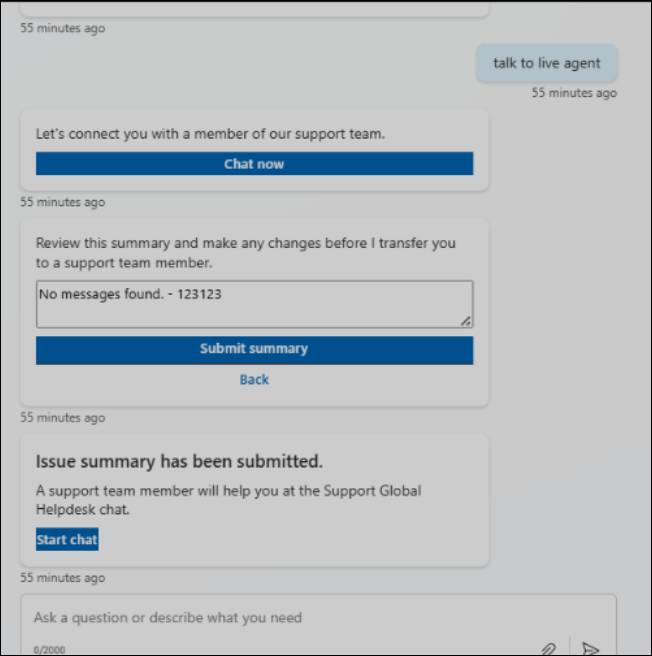 55 minutes ago
talk to live agent
55 minutes ago
Let's connect you with a member of our support team.
Chat now
55 minutes ago
Review this summary and make any changes before I transfer you
to a support team member.
No messages found. - 123123
Submit summary
Back
55 minutes ago
Issue summary has been submitted.
A support team member will help you at the Support Global
Helpdesk chat.
Start chat
55 minutes ago
Ask a question or describe what you need
0/2000